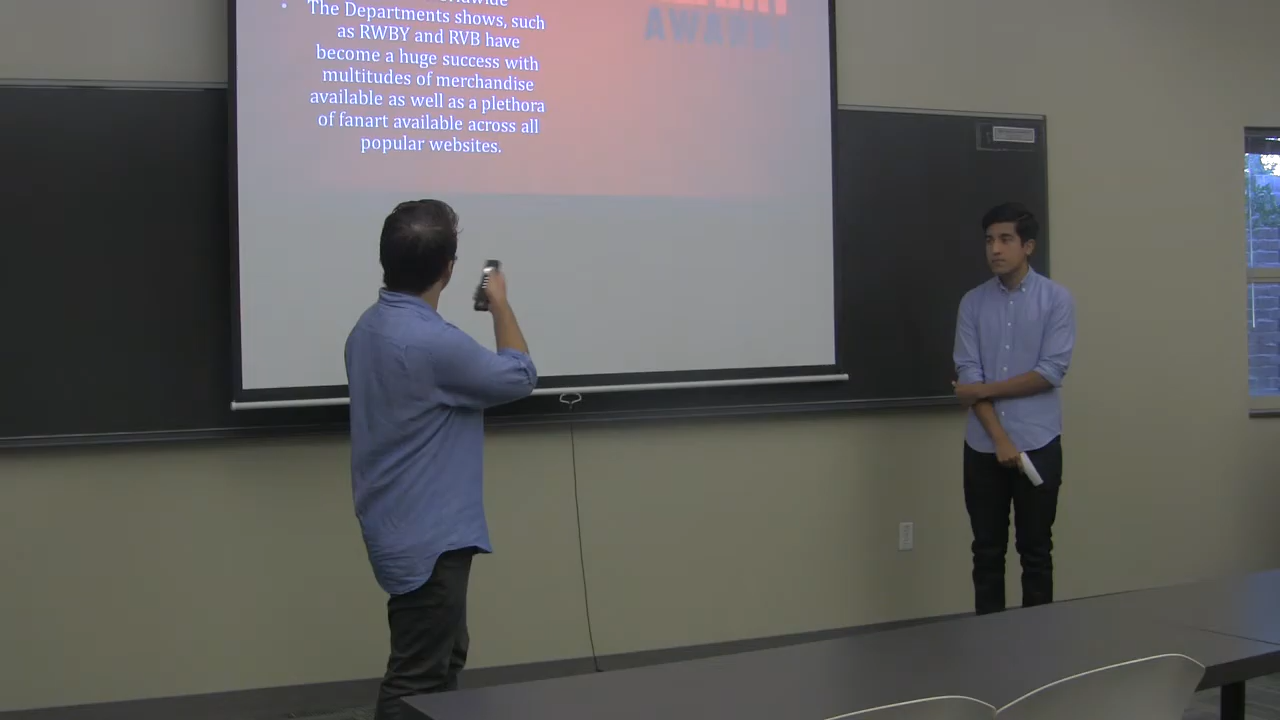 • The Departments shows, such
as RWBY and RVB have
become a huge success with
multitudes of merchandise
available as well as a plethora
of fanart available across all
popular websites.
AWARDS